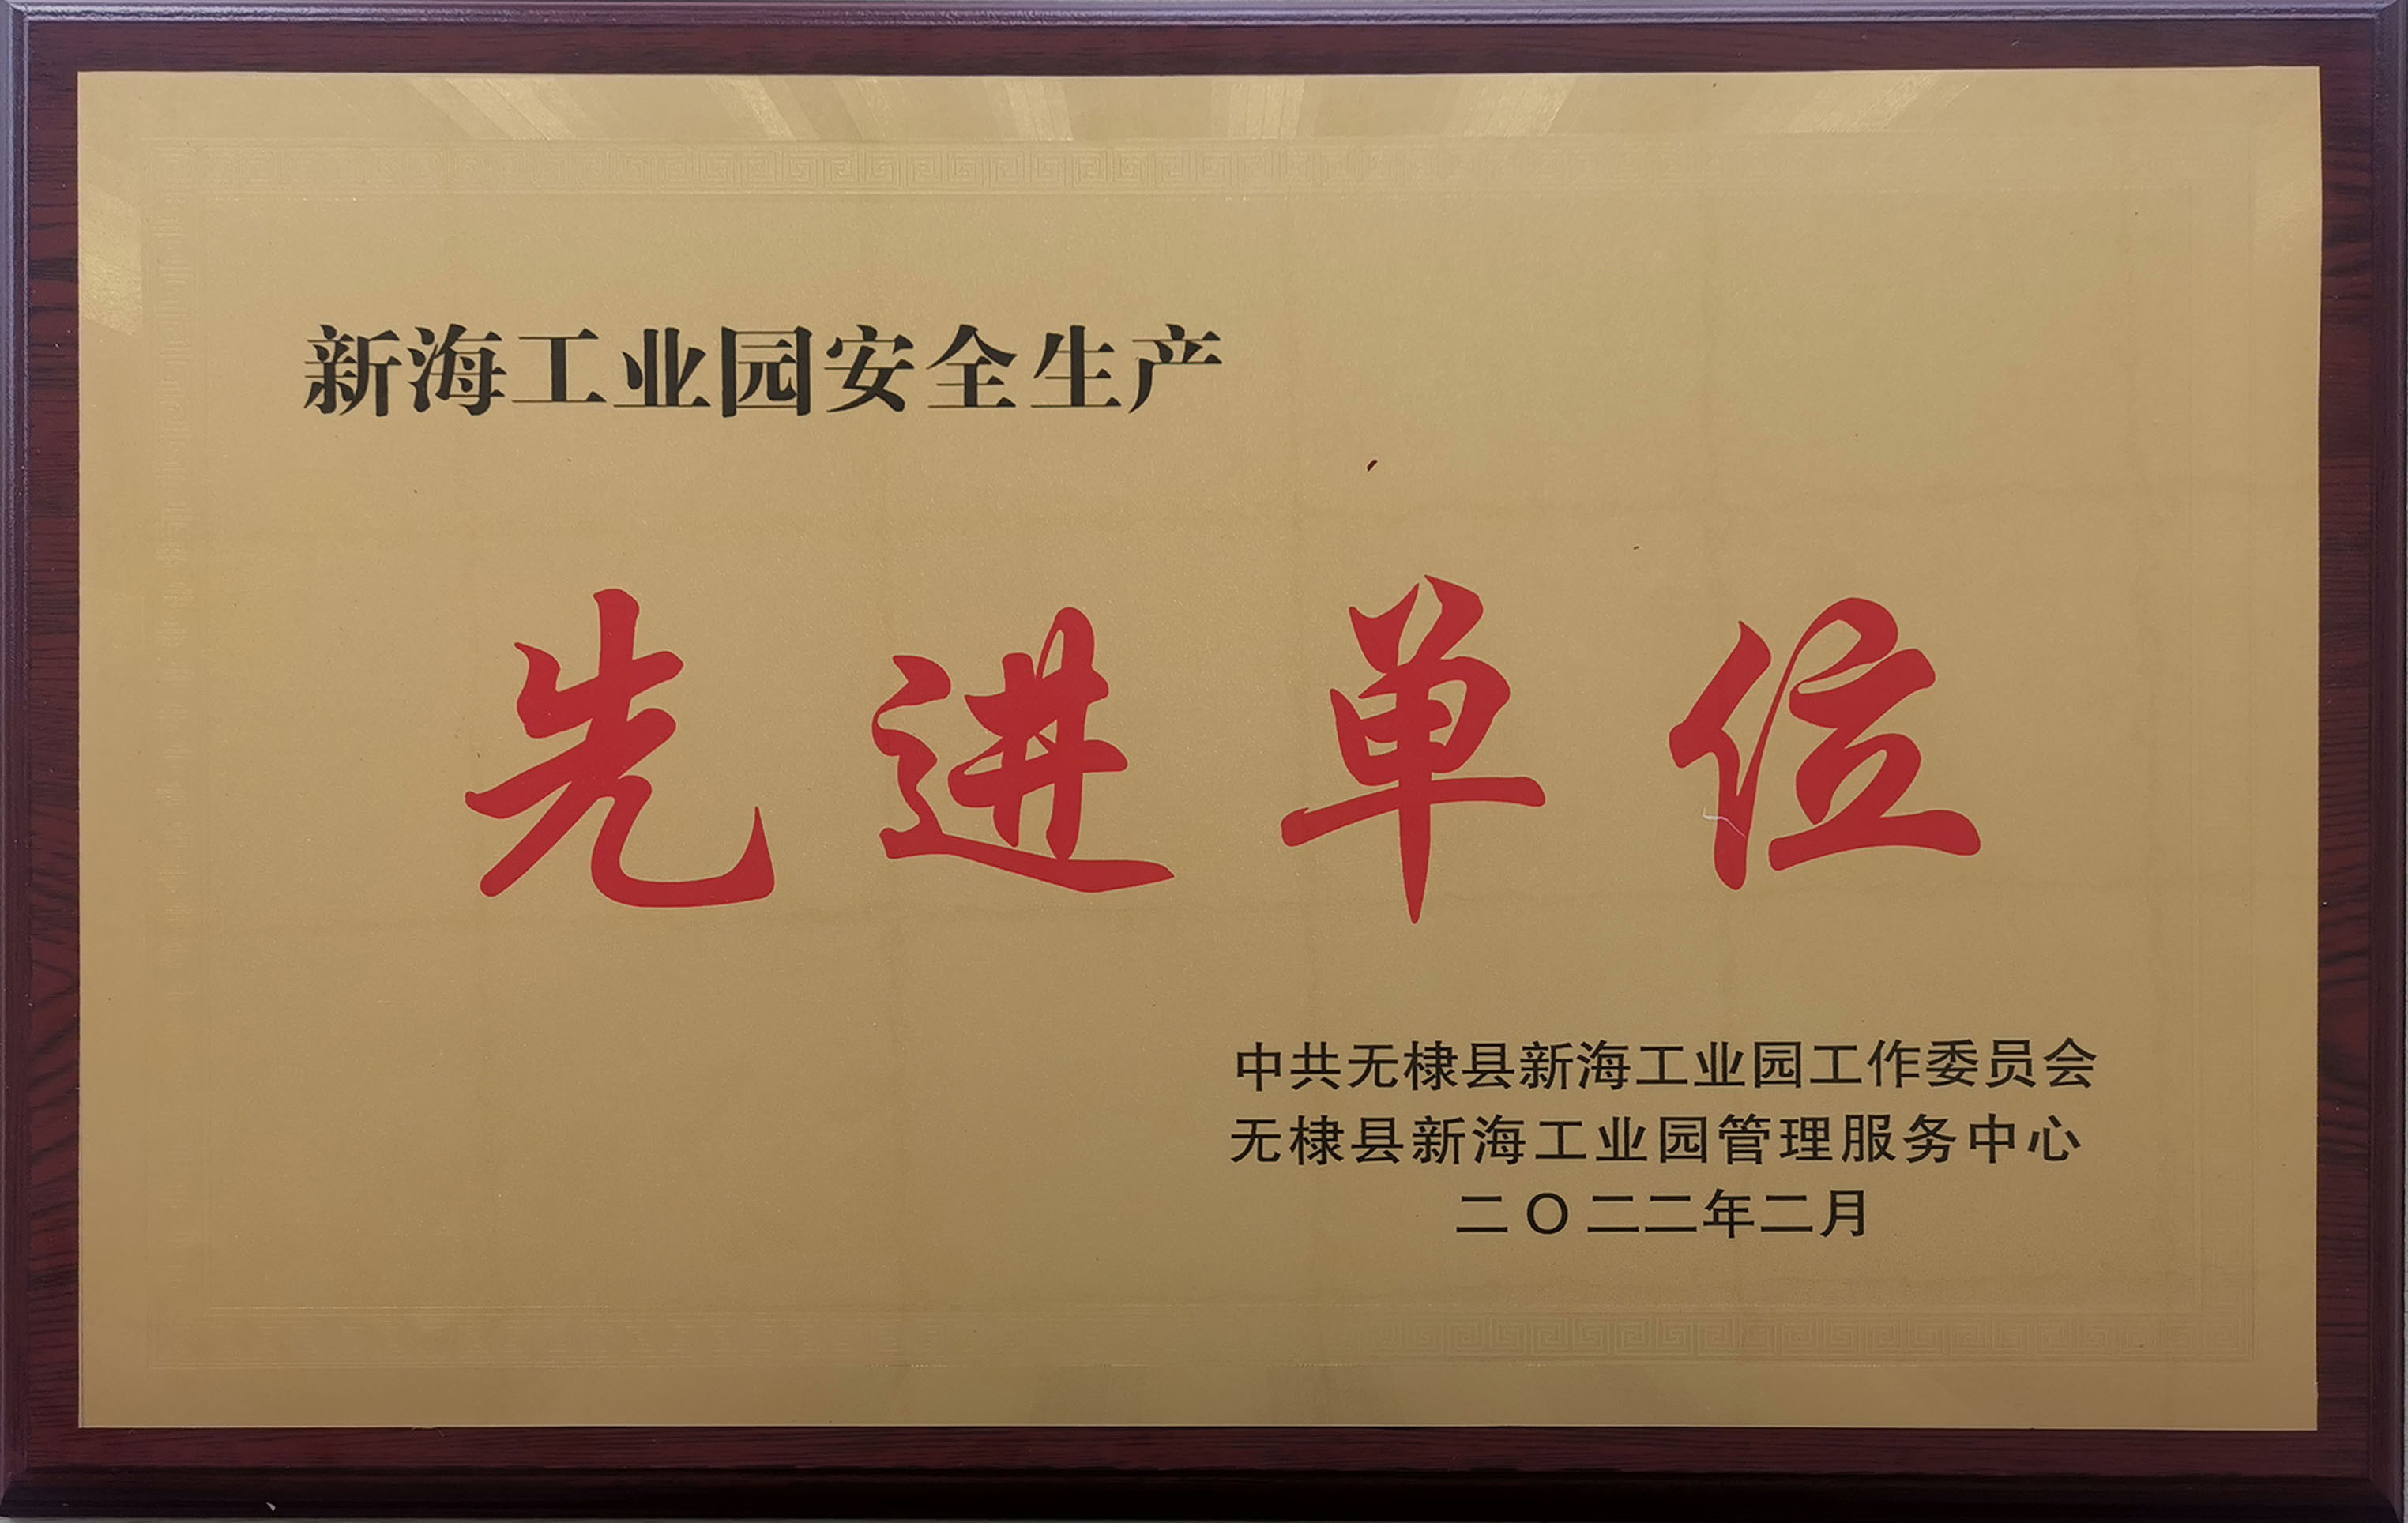 新海工业园安全生产
先进单位
中共无棣县新海工业园工作委员会
无棣县新海工业园管理服务中心
二〇二二年二月